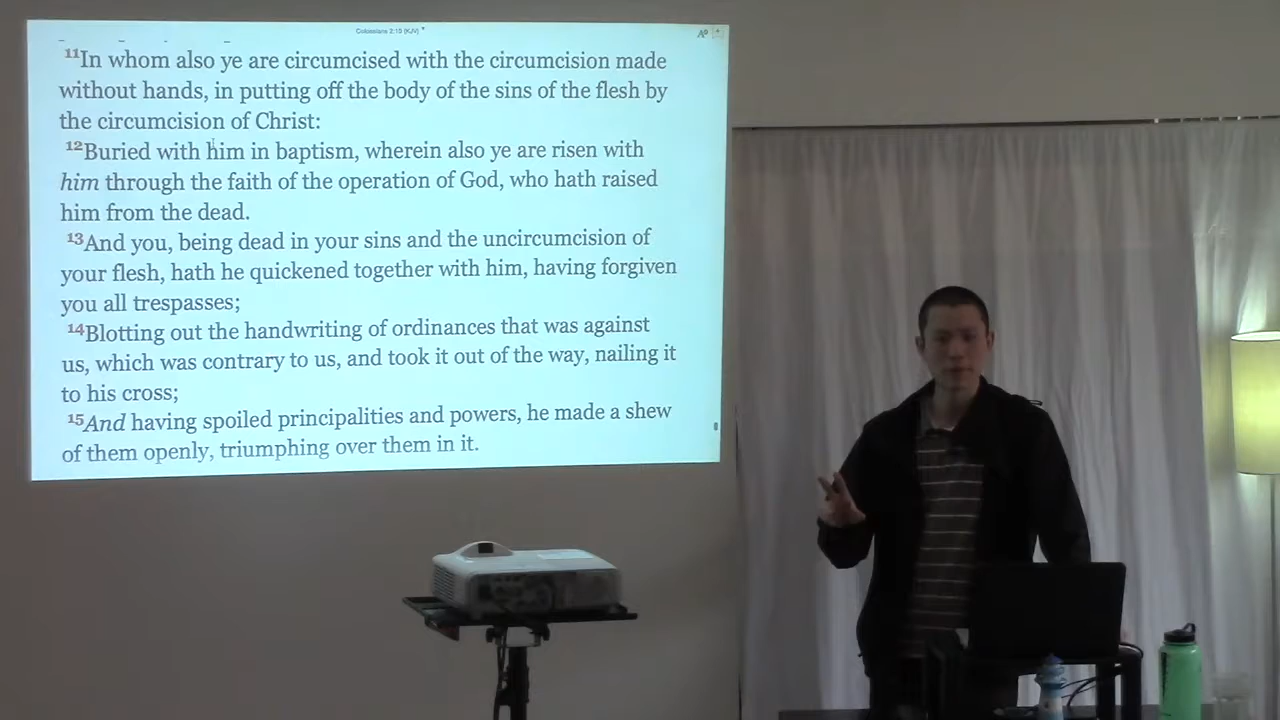 Colossians 2:15 (KJV)
11In whom also ye are circumcised with the circumcision made
without hands, in putting off the body of the sins of the flesh by
the circumcision of Christ:
12Buried with him in baptism, wherein also ye are risen with
him through the faith of the operation of God, who hath raised
him from the dead.
13And you, being dead in your sins and the uncircumcision of
your flesh, hath he quickened together with him, having forgiven
you all trespasses;
14Blotting out the handwriting of ordinances that was against
us, which was contrary to us, and took it out of the way, nailing it
to his cross;
15And having spoiled principalities and powers, he made a shew
of them openly, triumphing over them in it.